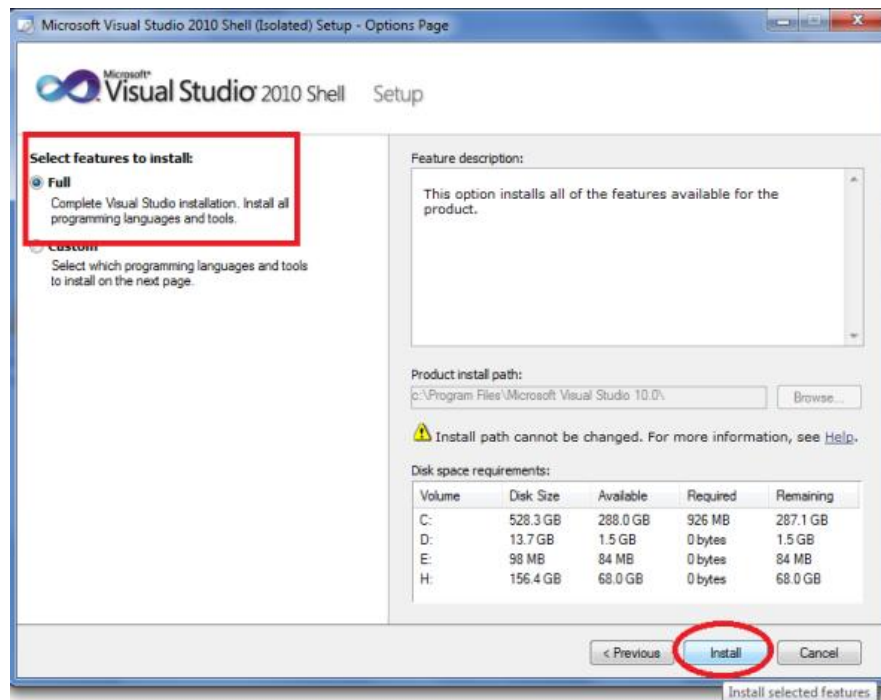 Microsoft Visual Studio 2010 Shell (Isolated) Setup - Options Page
Microsoft®
Visual Studio® 2010 Shell Setup
Select features to install:
Full
Complete Visual Studio installation. Install all
programming languages and tools.
Custom
Select which programming languages and tools
to install on the next page.
Feature description:
This option installs all of the features available for the
product.
Product install path:
c:\Program Files\Microsoft Visual Studio 10.0\
Browse...
Install path cannot be changed. For more information, see Help.
Disk space requirements:
Volume Disk Size Available Required Remaining
C: 528.3 GB 288.0 GB 926 MB 287.1 GB
D: 13.7 GB 1.5 GB 0 bytes 1.5 GB
E: 98 MB 84 MB 0 bytes 84 MB
H: 156.4 GB 68.0 GB 0 bytes 68.0 GB
< Previous Install Cancel
Install selected features